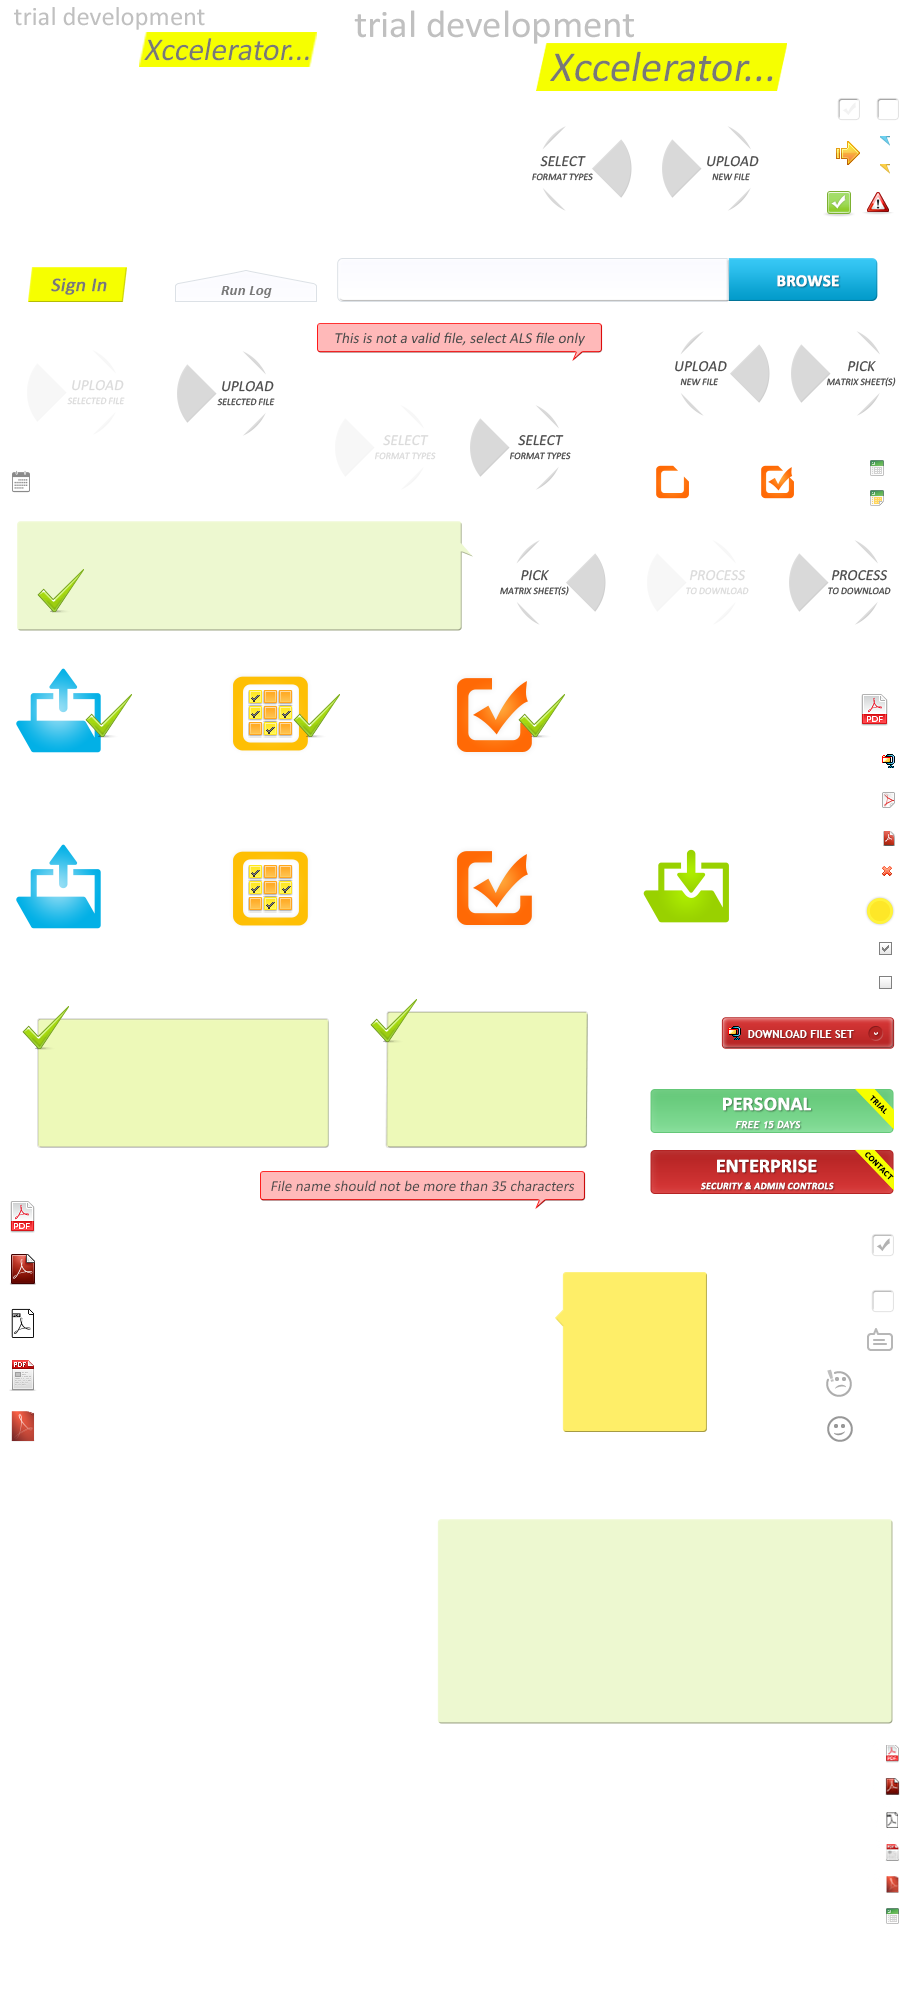 trial development
Xccelerator...
trial development
Xccelerator...
SELECT
FORMAT TYPES
UPLOAD
NEW FILE
Sign In
Run Log
BROWSE
This is not a valid file, select ALS file only
UPLOAD
SELECTED FILE
UPLOAD
SELECTED FILE
UPLOAD
NEW FILE
PICK
MATRIX SHEET(S)
SELECT
FORMAT TYPES
SELECT
FORMAT TYPES
PICK
MATRIX SHEET(S)
PROCESS
TO DOWNLOAD
PROCESS
TO DOWNLOAD
PDF
DOWNLOAD FILE SET
PERSONAL
FREE 15 DAYS
TRIAL
ENTERPRISE
SECURITY & ADMIN CONTROLS
CONTACT
File name should not be more than 35 characters
PDF
PDF
PDF
PDF